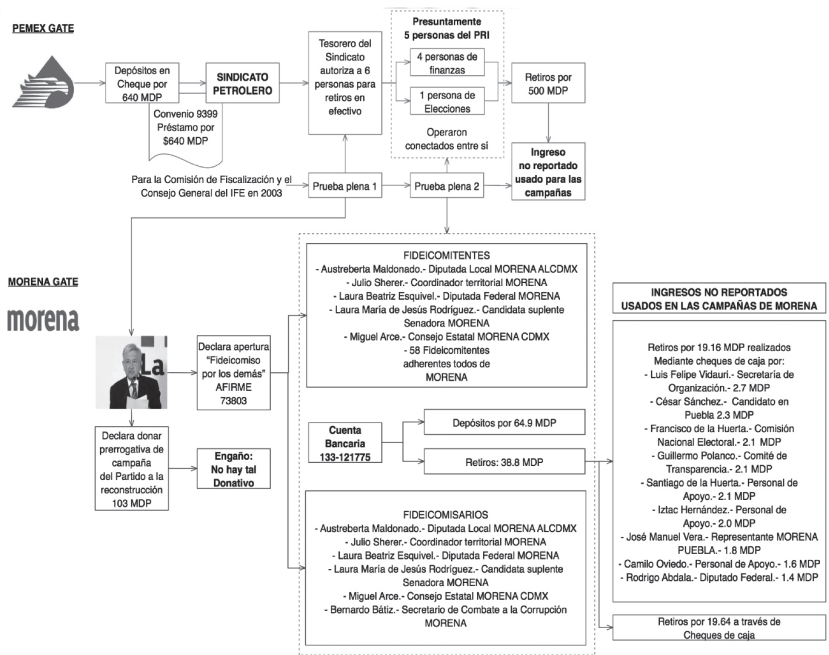 PEMEX GATE
Depósitos en
Cheque por
640 MDP
SINDICATO
PETROLERO
Convenio 9399
Préstamo por
$640 MDP
Tesorero del
Sindicato
autoriza a 6
personas para
retiros en
efectivo
Presuntamente
5 personas del PRI
4 personas de
finanzas
1 persona de
Elecciones
Operaron
conectados entre sí
Retiros por
500 MDP
Ingreso
no reportado
usado para las
campañas
Para la Comisión de Fiscalización y el
Consejo General del IFE en 2003
Prueba plena 1
Prueba plena 2
MORENA GATE
morena
La
Declara apertura
"Fideicomiso
por los demás"
AFIRME
73803
Declara donar
prerrogativa de
campaña
del Partido a la
reconstrucción
103 MDP
Engaño:
No hay tal
Donativo
FIDEICOMITENTES
- Austreberta Maldonado.- Diputada Local MORENA ALCDMX
- Julio Sherer.- Coordinador territorial MORENA
- Laura Beatriz Esquivel.- Diputada Federal MORENA
- Laura María de Jesús Rodríguez.- Candidata suplente
Senadora MORENA
- Miguel Arce.- Consejo Estatal MORENA CDMX
- 58 Fideicomitentes
adherentes todos de
MORENA
Cuenta
Bancaria
133-121775
Depósitos por 64.9 MDP
Retiros: 38.8 MDP
FIDEICOMISARIOS
- Austreberta Maldonado.- Diputada Local MORENA ALCDMX
- Julio Sherer.- Coordinador territorial MORENA
- Laura Beatriz Esquivel.- Diputada Federal MORENA
- Laura María de Jesús Rodríguez.- Candidata suplente
Senadora MORENA
- Miguel Arce.- Consejo Estatal MORENA CDMX
- Bernardo Bátiz.- Secretario de Combate a la Corrupción
MORENA
INGRESOS NO REPORTADOS
USADOS EN LAS CAMPAÑAS DE MORENA
Retiros por 19.16 MDP realizados
Mediante cheques de caja por:
- Luis Felipe Vidauri.- Secretaría de
Organización.- 2.7 MDP
- César Sánchez.- Candidato en
Puebla 2.3 MDP
- Francisco de la Huerta.- Comisión
Nacional Electoral.- 2.1 MDP
- Guillermo Polanco.- Comité de
Transparencia.- 2.1 MDP
- Santiago de la Huerta.- Personal de
Apoyo.- 2.1 MDP
- Iztac Hernández.- Personal de
Apoyo.- 2.0 MDP
- José Manuel Vera.- Representante MORENA
PUEBLA.- 1.8 MDP
- Camilo Oviedo.- Personal de Apoyo.- 1.6 MDP
- Rodrigo Abdala.- Diputado Federal.- 1.4 MDP
Retiros por 19.64 a través de
Cheques de caja